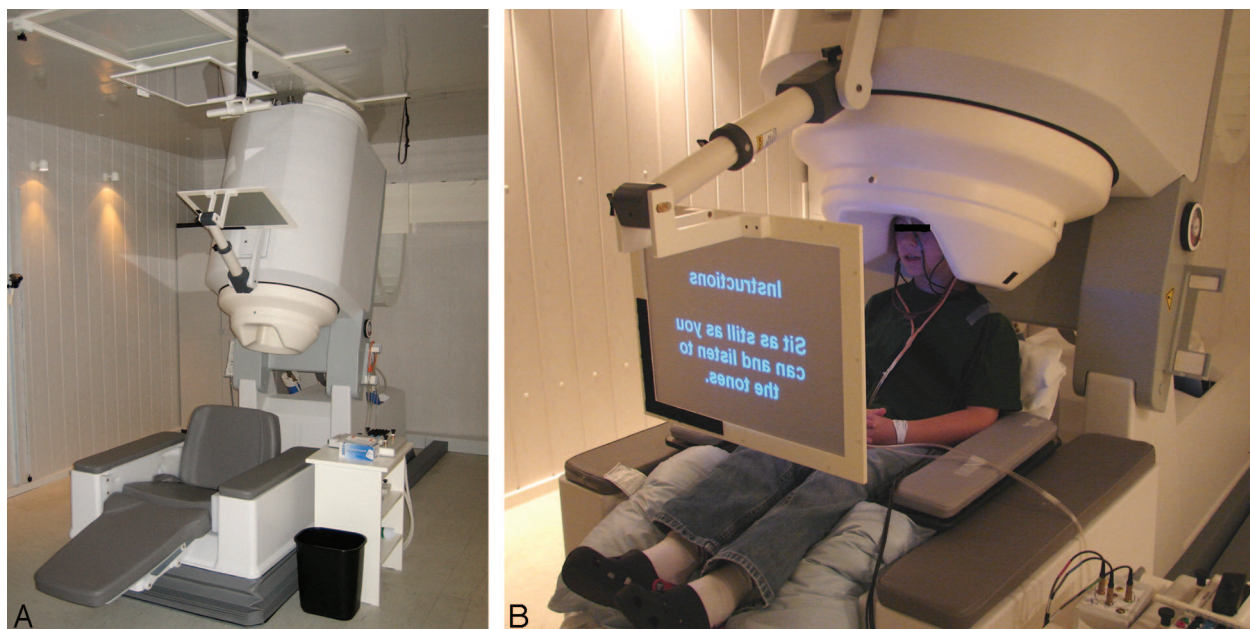 Instructions
Sit as still as you
can and listen to
the tones.
A
B